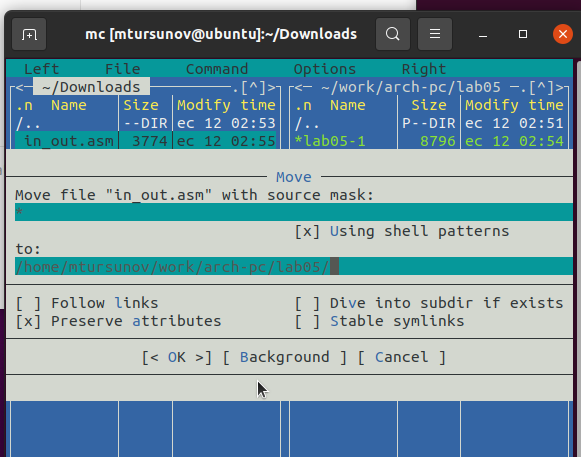 mc [mtursunov@ubuntu]:~/Downloads
Left File Command Options Right
<— ~/Downloads —.[^]> <— ~/work/arch-pc/lab05 —.[^]>
.n Name Size Modify time .n Name Size Modify time
/.. --DIR ec 12 02:53 /.. P--DIR ec 12 02:51
in_out.asm 3774 ec 12 02:55 *lab05-1 8796 ec 12 02:54
Move
Move file "in_out.asm" with source mask:
*
[x] Using shell patterns
to:
/home/mtursunov/work/arch-pc/lab05/
[ ] Follow links [ ] Dive into subdir if exists
[x] Preserve attributes [ ] Stable symlinks
[< OK >] [ Background ] [ Cancel ]